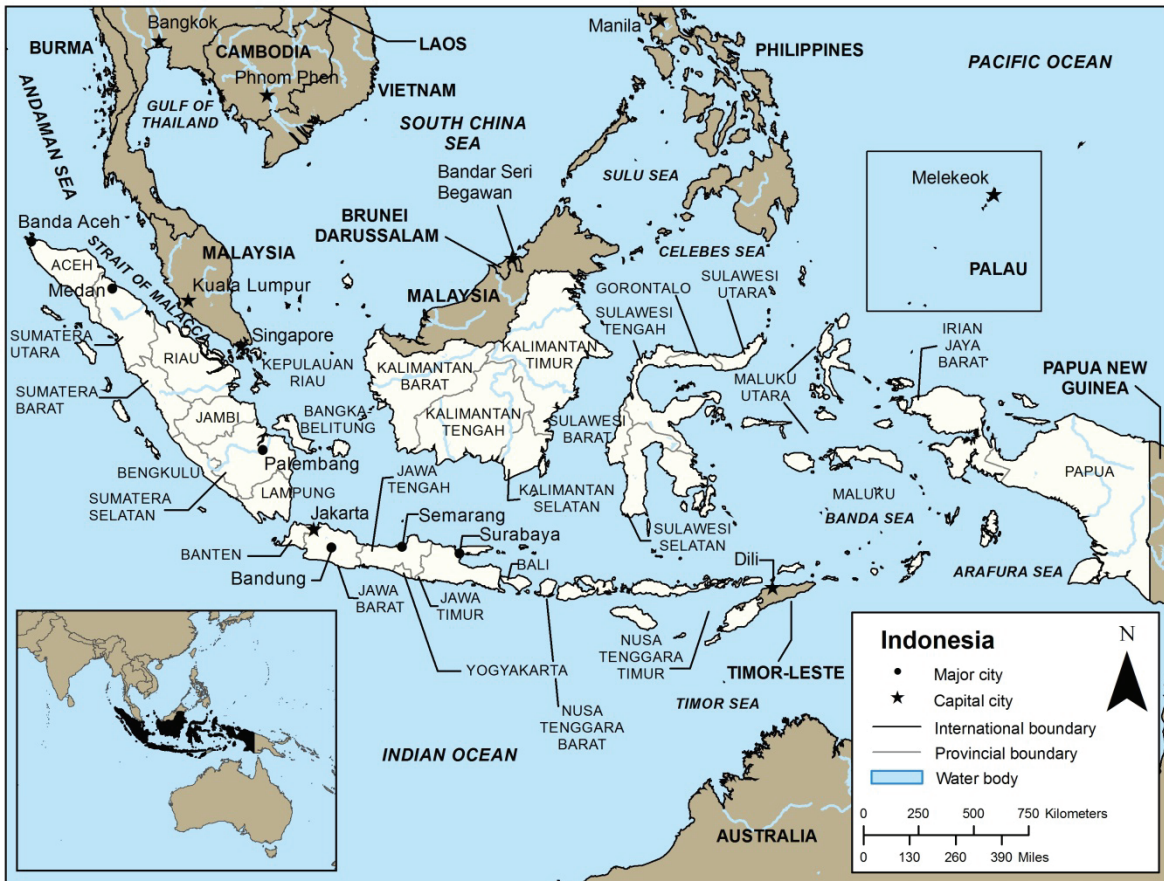 Bangkok
BURMA
CAMBODIA
LAOS
Manila
PHILIPPINES
PACIFIC OCEAN
Phnom Phen
VIETNAM
GULF OF
THAILAND
ANDAMAN SEA
SOUTH CHINA
SEA
Bandar Seri
Begawan
SULU SEA
Melekeok
PALAU
Banda Aceh
STRAIT OF MALACCA
BRUNEI
DARUSSALAM
CELEBES SEA
ACEH
MALAYSIA
Medan
Kuala Lumpur
MALAYSIA
GORONTALO
SULAWESI
UTARA
SULAWESI
TENGAH
SUMATERA
UTARA
Singapore
RIAU
KEPULAUAN
RIAU
KALIMANTAN
TIMUR
KALIMANTAN
BARAT
IRIAN
JAYA
BARAT
PAPUA NEW
GUINEA
MALUKU
UTARA
SUMATERA
BARAT
JAMBI
BANGKA-
BELITUNG
KALIMANTAN
TENGAH
SULAWESI
BARAT
BENGKULU
Palembang
PAPUA
SUMATERA
SELATAN
LAMPUNG
JAWA
TENGAH
KALIMANTAN
SELATAN
MALUKU
BANDA SEA
Jakarta
Semarang
Surabaya
SULAWESI
SELATAN
BANTEN
Bandung
BALI
Dili
ARAFURA SEA
JAWA
BARAT
JAWA
TIMUR
YOGYAKARTA
NUSA
TENGGARA
TIMUR
TIMOR-LESTE
NUSA
TENGGARA
BARAT
TIMOR SEA
INDIAN OCEAN
AUSTRALIA
Indonesia
N
Major city
Capital city
International boundary
Provincial boundary
Water body
0 250 500 750 Kilometers
0 130 260 390 Miles